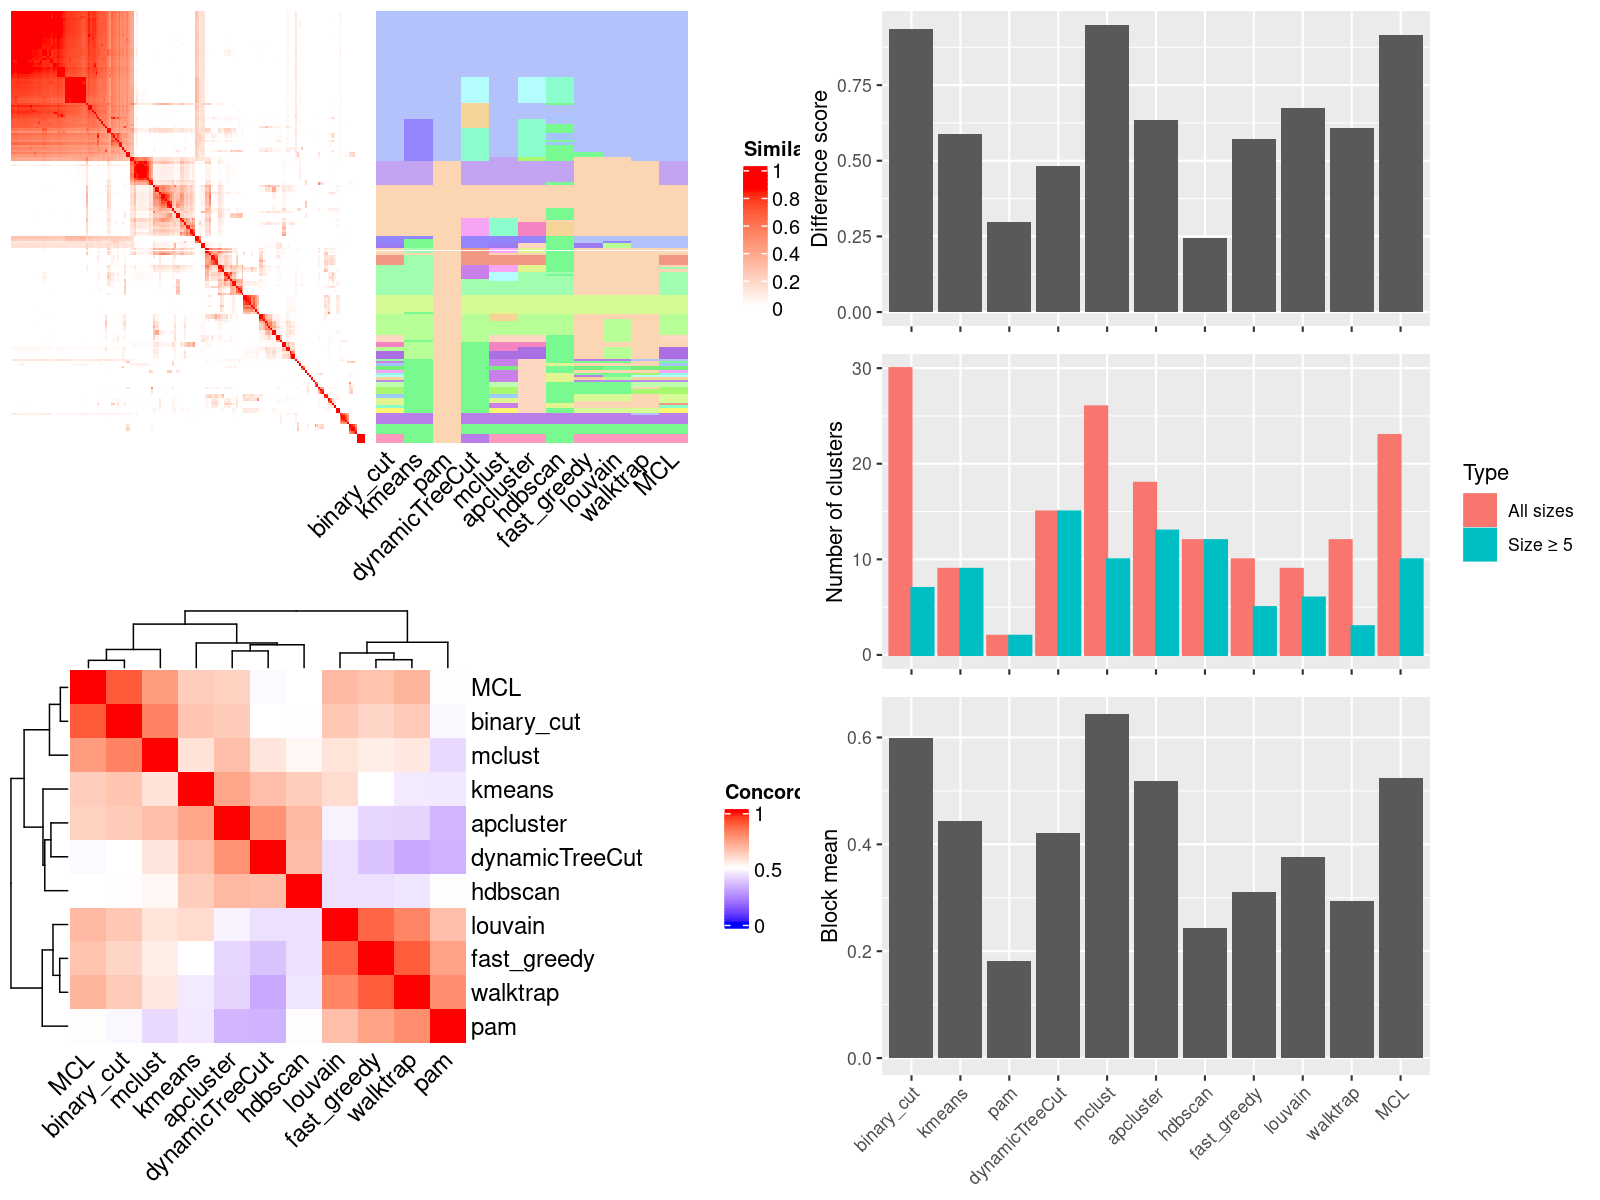 Simila
1
0.8
0.6
0.4
0.2
0
binary_cut
kmeans
pam
dynamicTreeCut
mclust
apcluster
hdbscan
fast_greedy
louvain
walktrap
MCL
Difference score
0.75
0.50
0.25
0.00
Number of clusters
30
20
10
0
Type
All sizes
Size ≥ 5
MCL
binary_cut
mclust
kmeans
apcluster
dynamicTreeCut
hdbscan
louvain
fast_greedy
walktrap
pam
MCL
binary_cut
mclust
kmeans
apcluster
dynamicTreeCut
hdbscan
louvain
fast_greedy
walktrap
pam
Concord
1
0.5
0
Block mean
0.6
0.4
0.2
0.0
binary_cut
kmeans
pam
dynamicTreeCut
mclust
apcluster
hdbscan
fast_greedy
louvain
walktrap
MCL